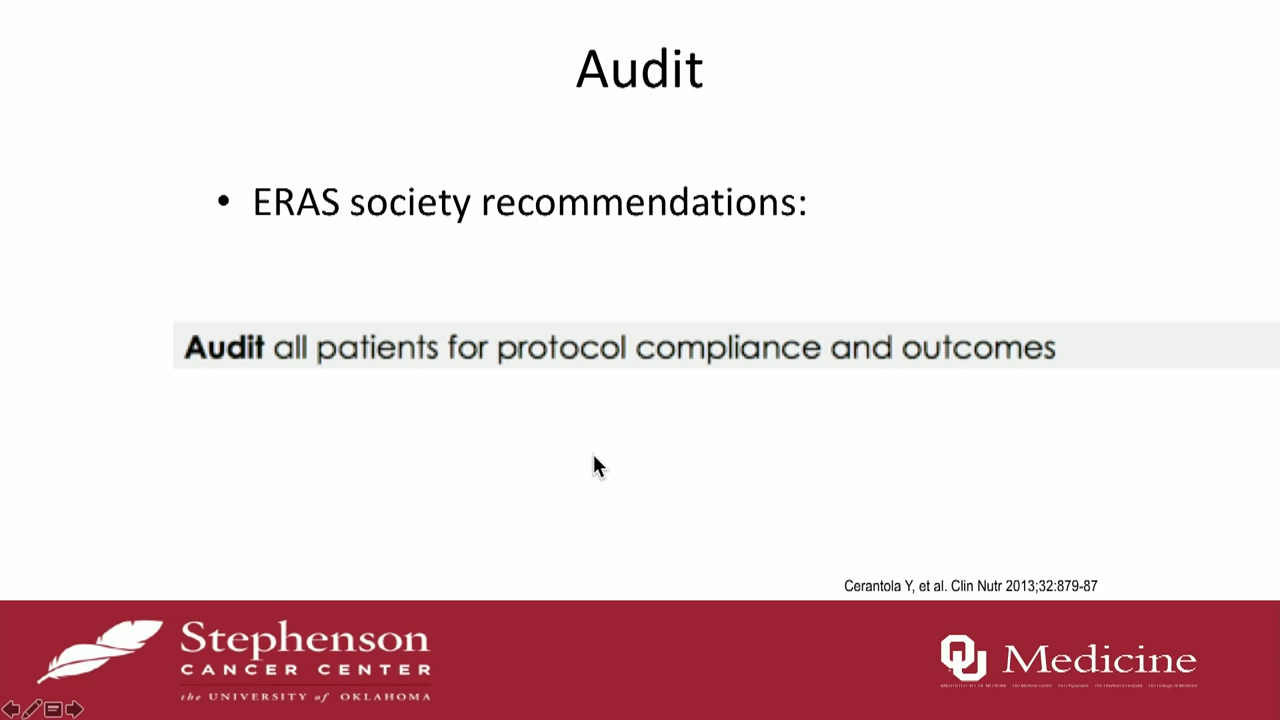 Audit
• ERAS society recommendations:
Audit all patients for protocol compliance and outcomes
Cerantola Y, et al. Clin Nutr 2013;32:879-87
Stephenson
CANCER CENTER
the UNIVERSITY of OKLAHOMA
OU Medicine